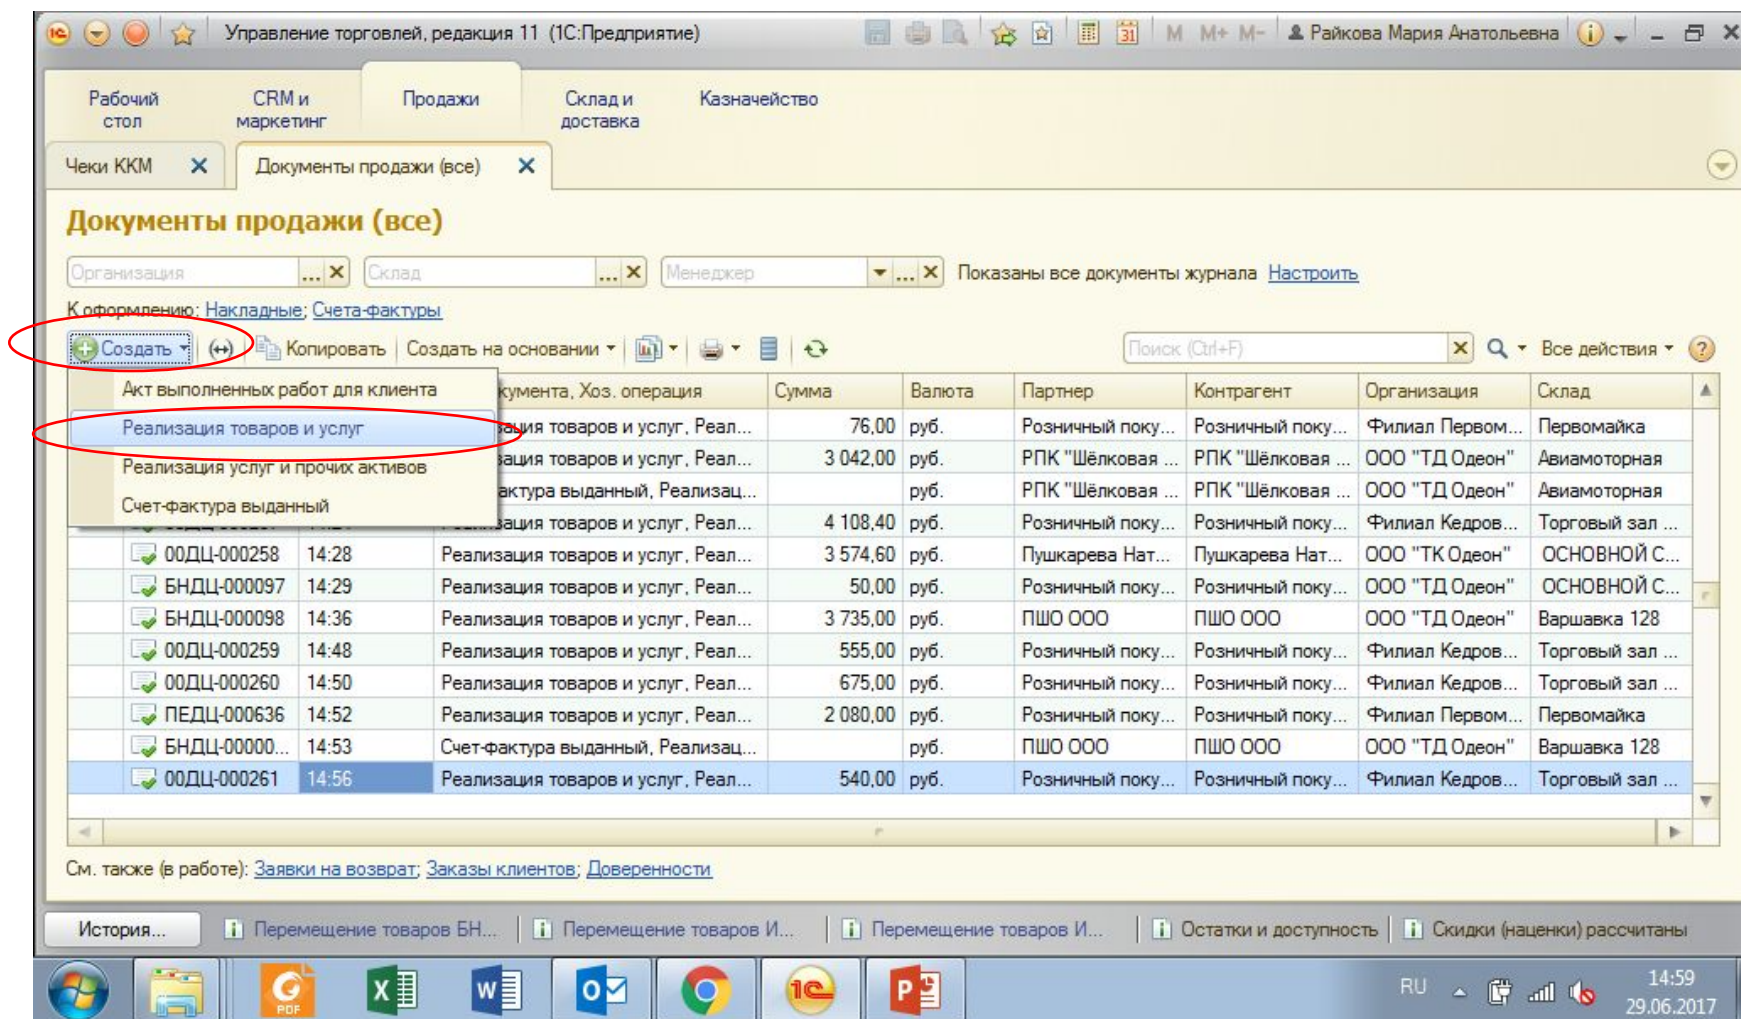 Управление торговлей, редакция 11 (1С:Предприятие) 31 M M+ M- Райкова Мария Анатольевна
Рабочий стол CRM и маркетинг Продажи Склад и доставка Казначейство
Чеки ККМ Документы продажи (все)
Документы продажи (все)
Организация ... Склад ... Менеджер ... Показаны все документы журнала Настроить
К оформлению: Накладные; Счета-фактуры
Создать Копировать Создать на основании Поиск (Ctrl+F) Все действия ?
Акт выполненных работ для клиента
Реализация товаров и услуг
Реализация услуг и прочих активов
Счет-фактура выданный
кумента, Хоз. операция Сумма Валюта Партнер Контрагент Организация Склад
зация товаров и услуг, Реал... 76,00 руб. Розничный поку... Розничный поку... Филиал Первом... Первомайка
зация товаров и услуг, Реал... 3 042,00 руб. РПК "Шёлковая ... РПК "Шёлковая ... ООО "ТД Одеон" Авиамоторная
актура выданный, Реализац... руб. РПК "Шёлковая ... РПК "Шёлковая ... ООО "ТД Одеон" Авиамоторная
зация товаров и услуг, Реал... 4 108,40 руб. Розничный поку... Розничный поку... Филиал Кедров... Торговый зал ...
00ДЦ-000258 14:28 Реализация товаров и услуг, Реал... 3 574,60 руб. Пушкарева Нат... Пушкарева Нат... ООО "ТК Одеон" ОСНОВНОЙ С...
БНДЦ-000097 14:29 Реализация товаров и услуг, Реал... 50,00 руб. Розничный поку... Розничный поку... ООО "ТД Одеон" ОСНОВНОЙ С...
БНДЦ-000098 14:36 Реализация товаров и услуг, Реал... 3 735,00 руб. ПШО ООО ПШО ООО ООО "ТД Одеон" Варшавка 128
00ДЦ-000259 14:48 Реализация товаров и услуг, Реал... 555,00 руб. Розничный поку... Розничный поку... Филиал Кедров... Торговый зал ...
00ДЦ-000260 14:50 Реализация товаров и услуг, Реал... 675,00 руб. Розничный поку... Розничный поку... Филиал Кедров... Торговый зал ...
ПЕДЦ-000636 14:52 Реализация товаров и услуг, Реал... 2 080,00 руб. Розничный поку... Розничный поку... Филиал Первом... Первомайка
БНДЦ-00000... 14:53 Счет-фактура выданный, Реализац... руб. ПШО ООО ПШО ООО ООО "ТД Одеон" Варшавка 128
00ДЦ-000261 14:56 Реализация товаров и услуг, Реал... 540,00 руб. Розничный поку... Розничный поку... Филиал Кедров... Торговый зал ...
См. также (в работе): Заявки на возврат; Заказы клиентов; Доверенности
История... Перемещение товаров БН... Перемещение товаров И... Перемещение товаров И... Остатки и доступность Скидки (наценки) рассчитаны
PDF 1С RU 14:59
29.06.2017